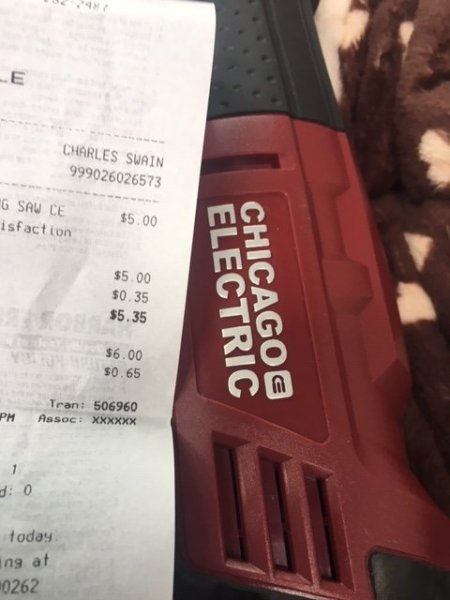 LE
CHARLES SWAIN
999026026573
G SAW CE $5.00
isfaction
$5.00
$0.35
$5.35
$6.00
$0.65
Tran: 506960
PM Assoc: XXXXXX
1
d: 0
today.
ing at
00262
CHICAGO
ELECTRIC